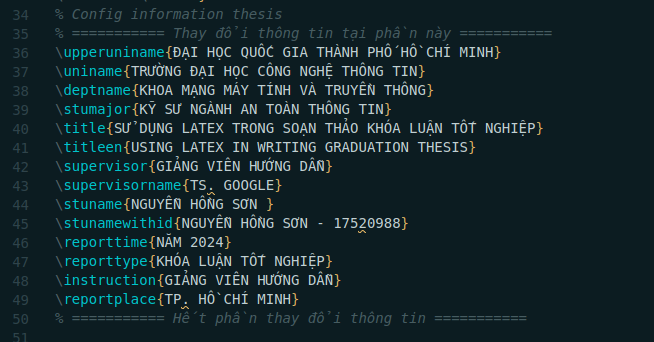 34 % Config information thesis
35 % =========== Thay đổi thông tin tại phần này ===========
36 \upperuniname{ĐẠI HỌC QUỐC GIA THÀNH PHỐ HỒ CHÍ MINH}
37 \uniname{TRƯỜNG ĐẠI HỌC CÔNG NGHỆ THÔNG TIN}
38 \deptname{KHOA MẠNG MÁY TÍNH VÀ TRUYỀN THÔNG}
39 \stumajor{KỸ SƯ NGÀNH AN TOÀN THÔNG TIN}
40 \title{SỬ DỤNG LATEX TRONG SOẠN THẢO KHÓA LUẬN TỐT NGHIỆP}
41 \titleen{USING LATEX IN WRITING GRADUATION THESIS}
42 \supervisor{GIẢNG VIÊN HƯỚNG DẪN}
43 \supervisorname{TS. GOOGLE}
44 \stuname{NGUYỄN HỒNG SƠN }
45 \stunamewithid{NGUYỄN HỒNG SƠN - 17520988}
46 \reporttime{NĂM 2024}
47 \reporttype{KHÓA LUẬN TỐT NGHIỆP}
48 \instruction{GIẢNG VIÊN HƯỚNG DẪN}
49 \reportplace{TP. HỒ CHÍ MINH}
50 % =========== Hết phần thay đổi thông tin ===========
51